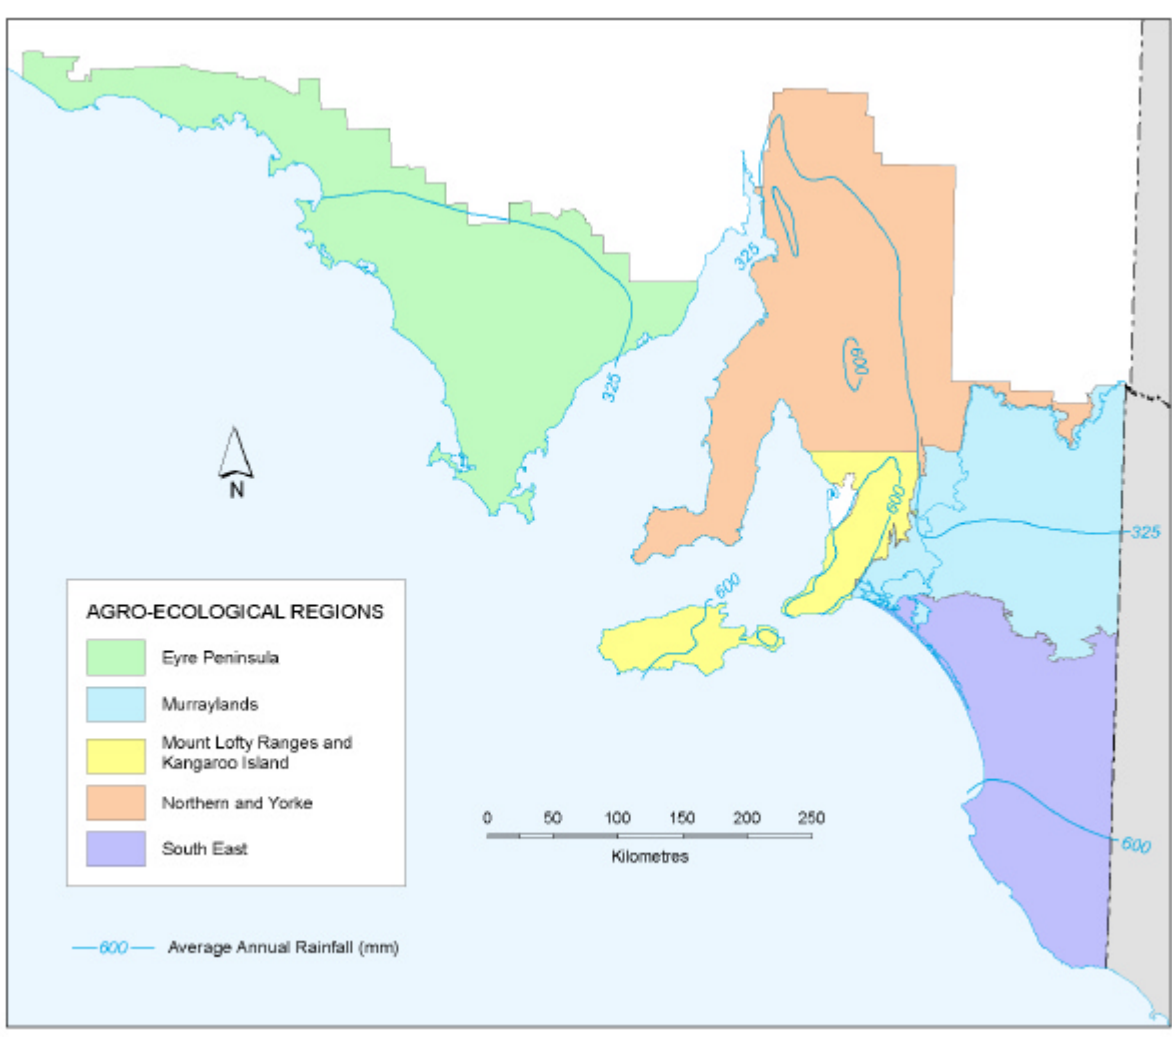 325
600
325
600
325
600
600
N
AGRO-ECOLOGICAL REGIONS
Eyre Peninsula
Murraylands
Mount Lofty Ranges and
Kangaroo Island
Northern and Yorke
South East
0 50 100 150 200 250
Kilometres
600 Average Annual Rainfall (mm)